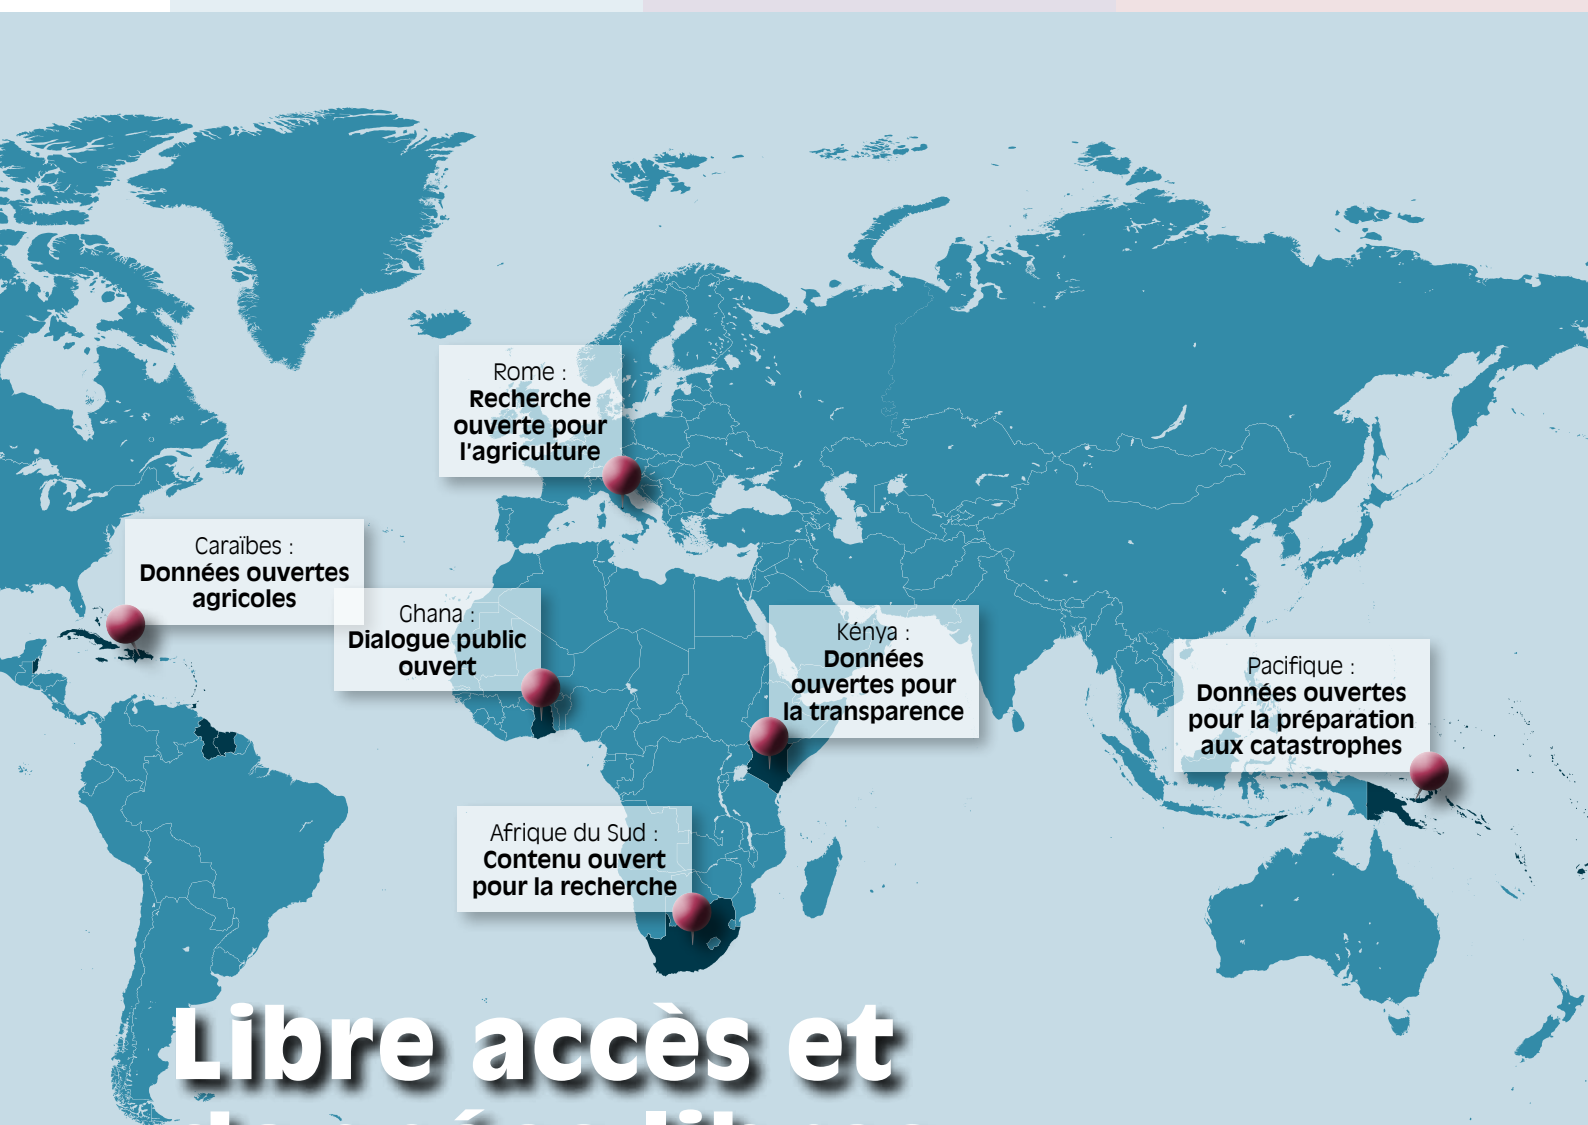 Rome :
Recherche
ouverte pour
l'agriculture
Caraïbes :
Données ouvertes
agricoles
Ghana :
Dialogue public
ouvert
Kénya :
Données
ouvertes pour
la transparence
Pacifique :
Données ouvertes
pour la préparation
aux catastrophes
Afrique du Sud :
Contenu ouvert
pour la recherche
Libre accès et